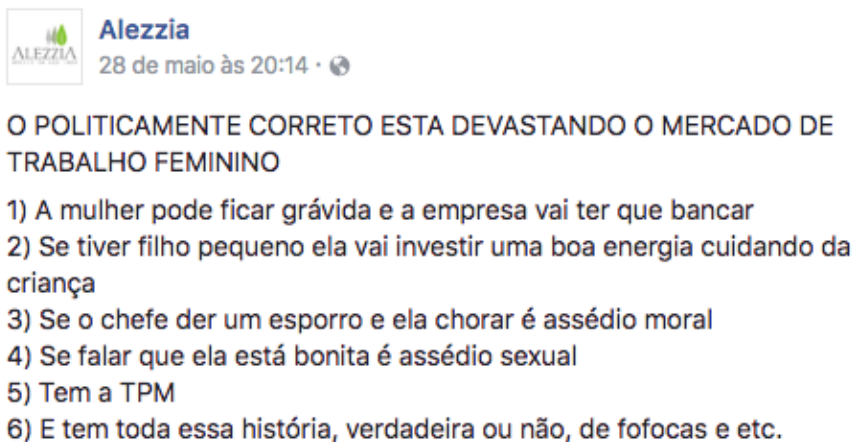 Alezzia
28 de maio às 20:14 ·
ALEZZIA
O POLITICAMENTE CORRETO ESTA DEVASTANDO O MERCADO DE
TRABALHO FEMININO
1) A mulher pode ficar grávida e a empresa vai ter que bancar
2) Se tiver filho pequeno ela vai investir uma boa energia cuidando da
criança
3) Se o chefe der um esporro e ela chorar é assédio moral
4) Se falar que ela está bonita é assédio sexual
5) Tem a TPM
6) E tem toda essa história, verdadeira ou não, de fofocas e etc.